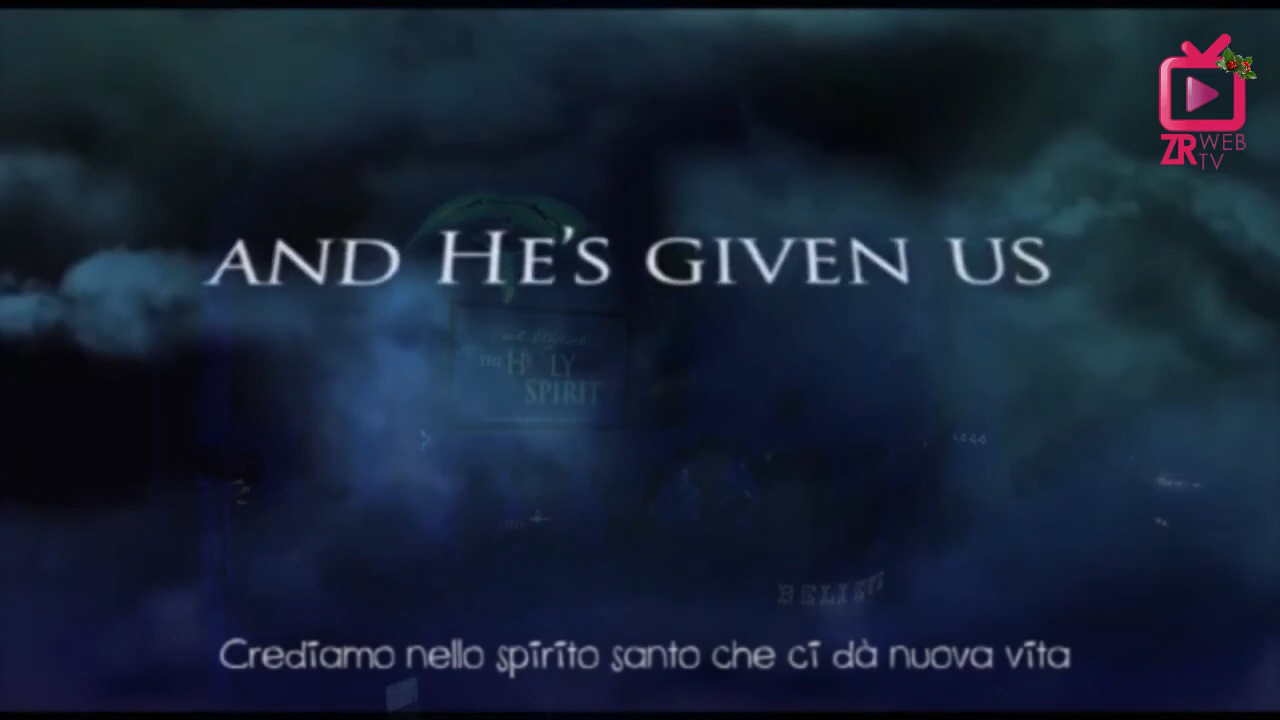 ZR WEB
TV
AND HE'S GIVEN US
THE HOLY
SPIRIT
BELIEVE
Crediamo nello spirito santo che ci dà nuova vita